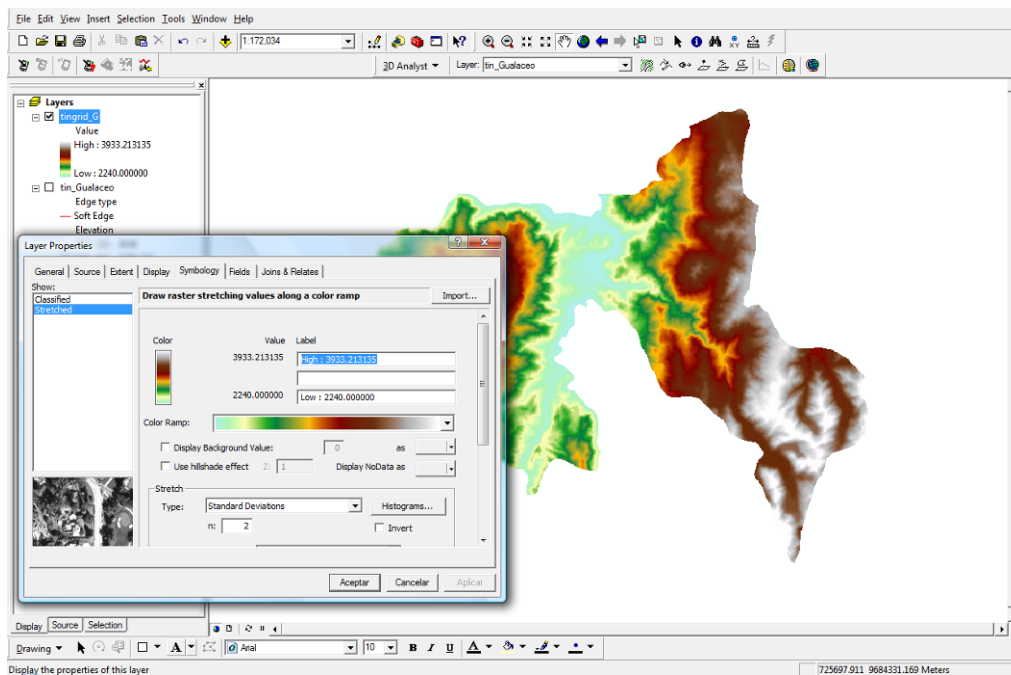 File Edit View Insert Selection Tools Window Help
1:172.034
3D Analyst Layer: tin_Gualaceo
Layers
tingrid_G
Value
High : 3933.213135
Low : 2240.000000
tin_Gualaceo
Edge type
Soft Edge
Elevation
Layer Properties
General Source Extent Display Symbology Fields Joins & Relates
Show:
Classified
Stretched
Draw raster stretching values along a color ramp Import...
Color Value Label
3933.213135 High : 3933.213135
2240.000000 Low : 2240.000000
Color Ramp:
Display Background Value: 0 as
Use hillshade effect Z: 1 Display NoData as
Stretch
Type: Standard Deviations Histograms...
n: 2 Invert
Aceptar Cancelar Aplicar
Display Source Selection
Drawing A Arial 10 B I U A
Display the properties of this layer 725697.911 9684331.169 Meters